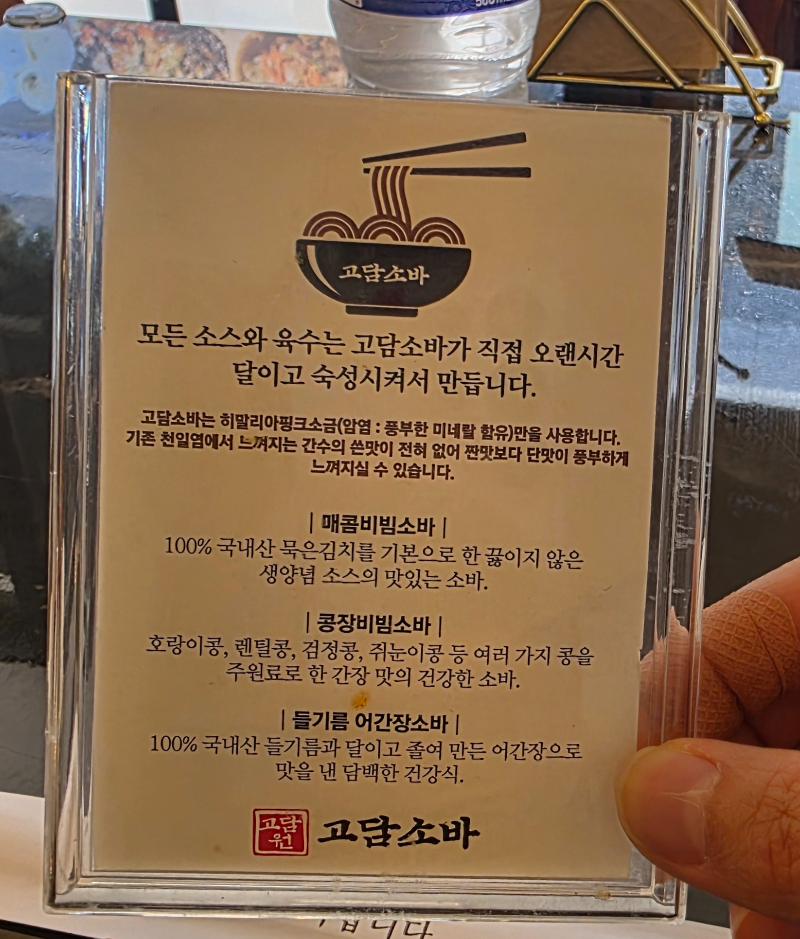 500m
고담소바
모든 소스와 육수는 고담소바가 직접 오랜시간
달이고 숙성시켜서 만듭니다.
고담소바는 히말리아핑크소금(암염 : 풍부한 미네랄 함유)만을 사용합니다.
기존 천일염에서 느껴지는 간수의 쓴맛이 전혀 없어 짠맛보다 단맛이 풍부하게
느껴지실 수 있습니다.
| 매콤비빔소바 |
100% 국내산 묵은김치를 기본으로 한 끓이지 않은
생양념 소스의 맛있는 소바.
| 콩장비빔소바 |
호랑이콩, 렌틸콩, 검정콩, 쥐눈이콩 등 여러 가지 콩을
주원료로 한 간장 맛의 건강한 소바.
| 들기름 어간장소바 |
100% 국내산 들기름과 달이고 졸여 만든 어간장으로
맛을 낸 담백한 건강식.
고담
원
고담소바